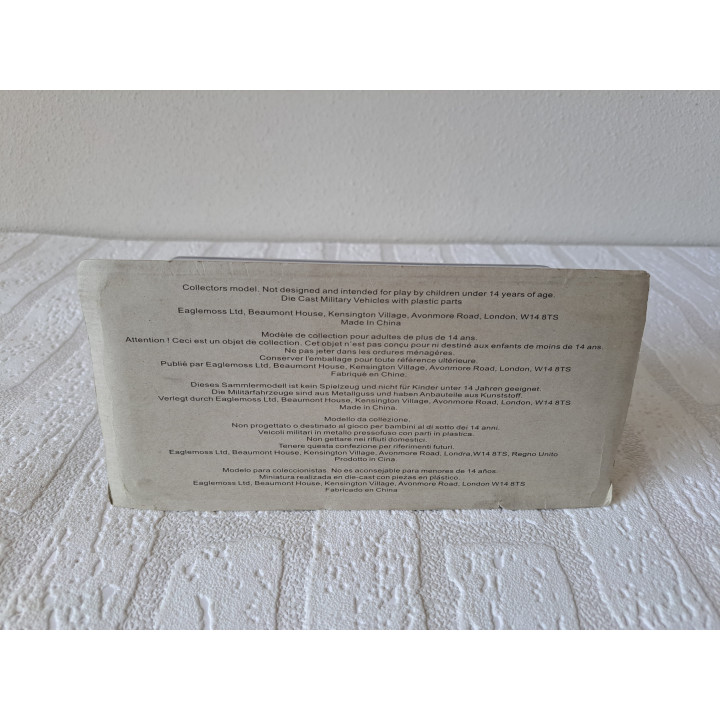 Collectors model. Not designed and intended for play by children under 14 years of age.
Die Cast Military Vehicles with plastic parts
Eaglemoss Ltd, Beaumont House, Kensington Village, Avonmore Road, London, W14 8TS
Made In China
Modèle de collection pour adultes de plus de 14 ans.
Attention ! Ceci est un objet de collection. Cet objet n'est pas conçu pour ni destiné aux enfants de moins de 14 ans.
Ne pas jeter dans les ordures ménagères.
Conserver l'emballage pour toute référence ultérieure.
Publié par Eaglemoss Ltd, Beaumont House, Kensington Village, Avonmore Road, London, W14 8TS
Fabriqué en Chine.
Dieses Sammlermodell ist kein Spielzeug und nicht für Kinder unter 14 Jahren geeignet.
Die Militärfahrzeuge sind aus Metallguss und haben Anbauteile aus Kunststoff.
Verlegt durch Eaglemoss Ltd, Beaumont House, Kensington Village, Avonmore Road, London, W14 8TS
Made in China.
Modello da collezione.
Non progettato o destinato al gioco per bambini al di sotto dei 14 anni.
Veicoli militari in metallo pressofuso con parti in plastica.
Non gettare nei rifiuti domestici.
Tenere questa confezione per riferimenti futuri.
Eaglemoss Ltd, Beaumont House, Kensington Village, Avonmore Road, Londra,W14 8TS, Regno Unito
Prodotto in Cina
Modelo para coleccionistas. No es aconsejable para menores de 14 años.
Miniatura realizada en die-cast con piezas en plástico.
Eaglemoss Ltd, Beaumont House, Kensington Village, Avonmore Road, London W14 8TS
Fabricado en China